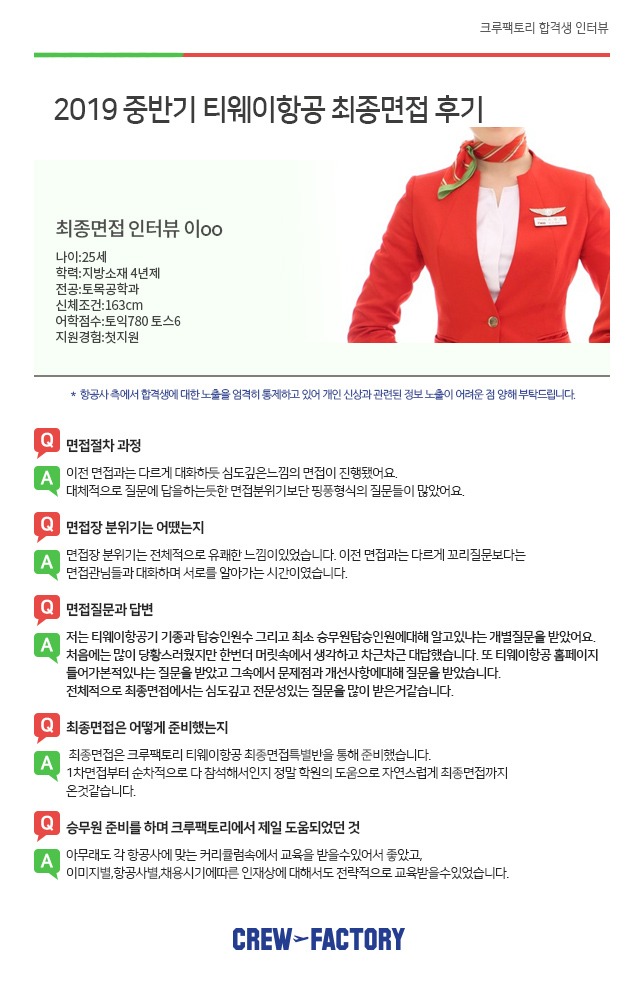 크루팩토리 합격생 인터뷰
2019 중반기 티웨이항공 최종면접 후기
최종면접 인터뷰 이oo
나이:25세
학력:지방소재 4년제
전공:토목공학과
신체조건:163cm
어학점수:토익780 토스6
지원경험:첫지원
* 항공사 측에서 합격생에 대한 노출을 엄격히 통제하고 있어 개인 신상과 관련된 정보 노출이 어려운 점 양해 부탁드립니다.
Q 면접절차 과정
A 이전 면접과는 다르게 대화하듯 심도깊은느낌의 면접이 진행됐어요.
대체적으로 질문에 답을하는듯한 면접분위기보단 핑퐁형식의 질문들이 많았어요.
Q 면접장 분위기는 어땠는지
A 면접장 분위기는 전체적으로 유쾌한 느낌이있었습니다. 이전 면접과는 다르게 꼬리질문보다는
면접관님들과 대화하며 서로를 알아가는 시간이였습니다.
Q 면접질문과 답변
A 저는 티웨이항공기 기종과 탑승인원수 그리고 최소 승무원탑승인원에대해 알고있냐는 개별질문을 받았어요.
처음에는 많이 당황스러웠지만 한번더 머릿속에서 생각하고 차근차근 대답했습니다. 또 티웨이항공 홈페이지
들어가본적있냐는 질문을 받았고 그속에서 문제점과 개선사항에대해 질문을 받았습니다.
전체적으로 최종면접에서는 심도깊고 전문성있는 질문을 많이 받은거같습니다.
Q 최종면접은 어떻게 준비했는지
A 최종면접은 크루팩토리 티웨이항공 최종면접특별반을 통해 준비했습니다.
1차면접부터 순차적으로 다 참석해서인지 정말 학원의 도움으로 자연스럽게 최종면접까지
온것같습니다.
Q 승무원 준비를 하며 크루팩토리에서 제일 도움되었던 것
A 아무래도 각 항공사에 맞는 커리큘럼속에서 교육을 받을수있어서 좋았고,
이미지별,항공사별,채용시기에따른 인재상에 대해서도 전략적으로 교육받을수있었습니다.
CREW FACTORY